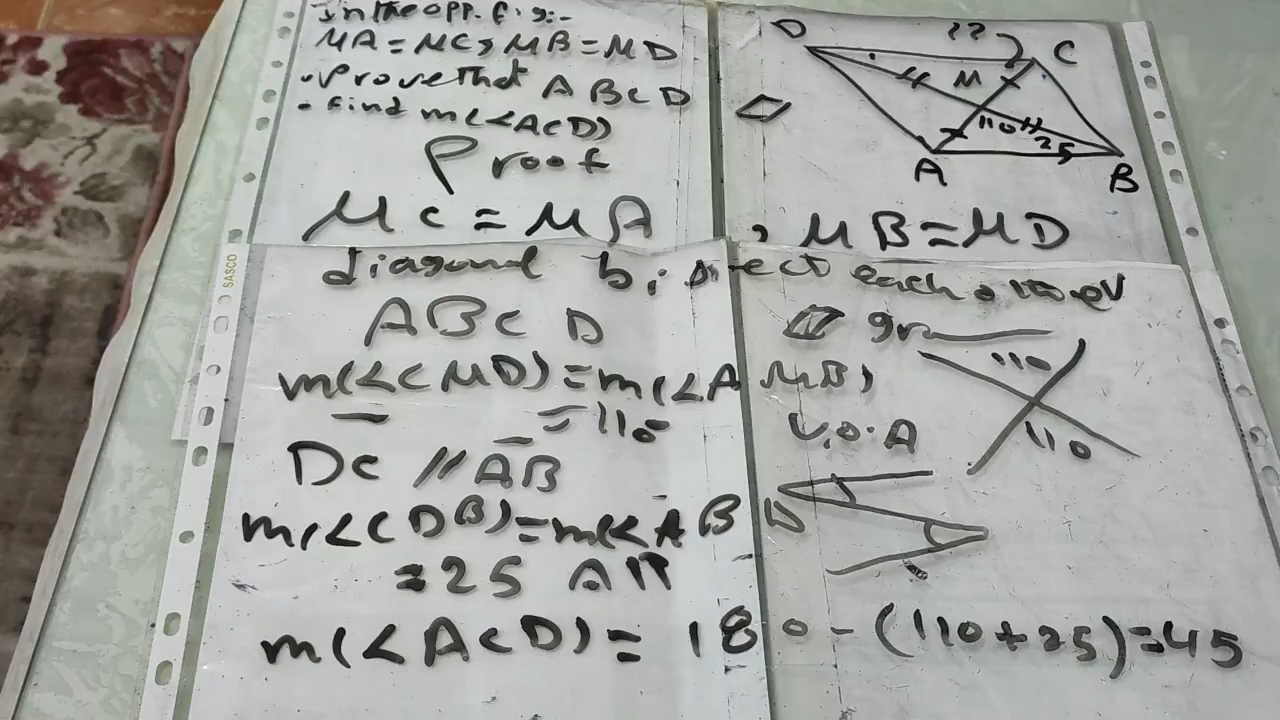 In the opp. fig:-
MA = MC, MB = MD
• Prove that ABCD ▱
• Find m(<ACD)
D
??
C
M
110
25
A
B
Proof
MC = MA, MB = MD
diagonal bisect each other
ABCD ▱ gr
m(<CMD) = m(<AMB)
= 110
V.O.A
110
110
DC // AB
m(<CDB) = m(<ABD
= 25
m(<ACD) = 180 - (110+25) = 45
SASCO